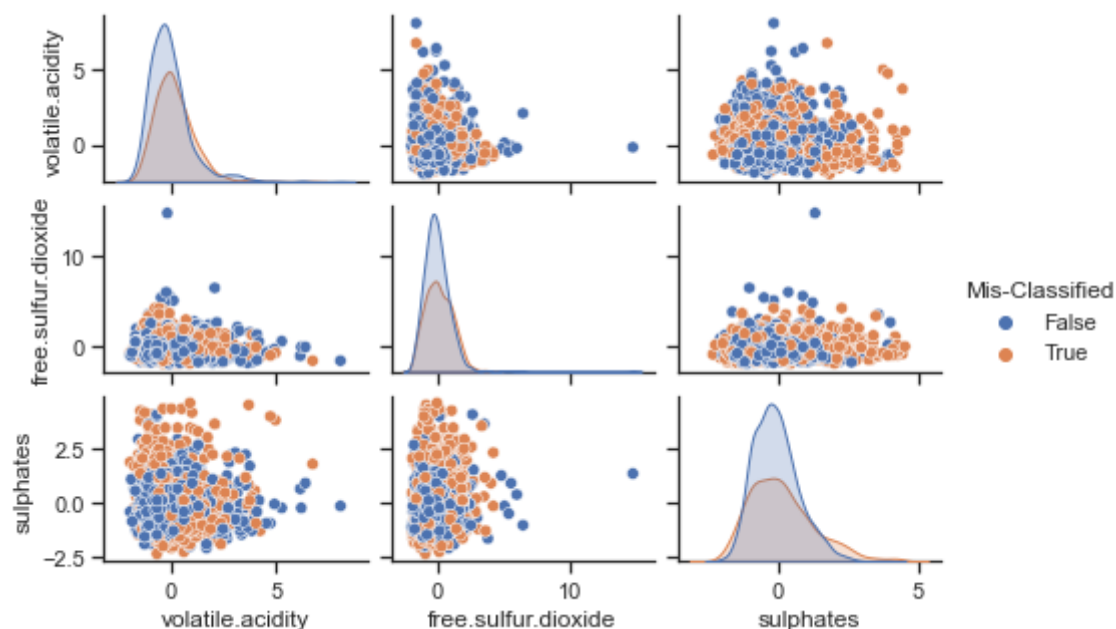 volatile.acidity
5
0
free.sulfur.dioxide
10
0
Mis-Classified
False
True
sulphates
2.5
0.0
−2.5
0 5 0 10 0 5
volatile.acidity free.sulfur.dioxide sulphates